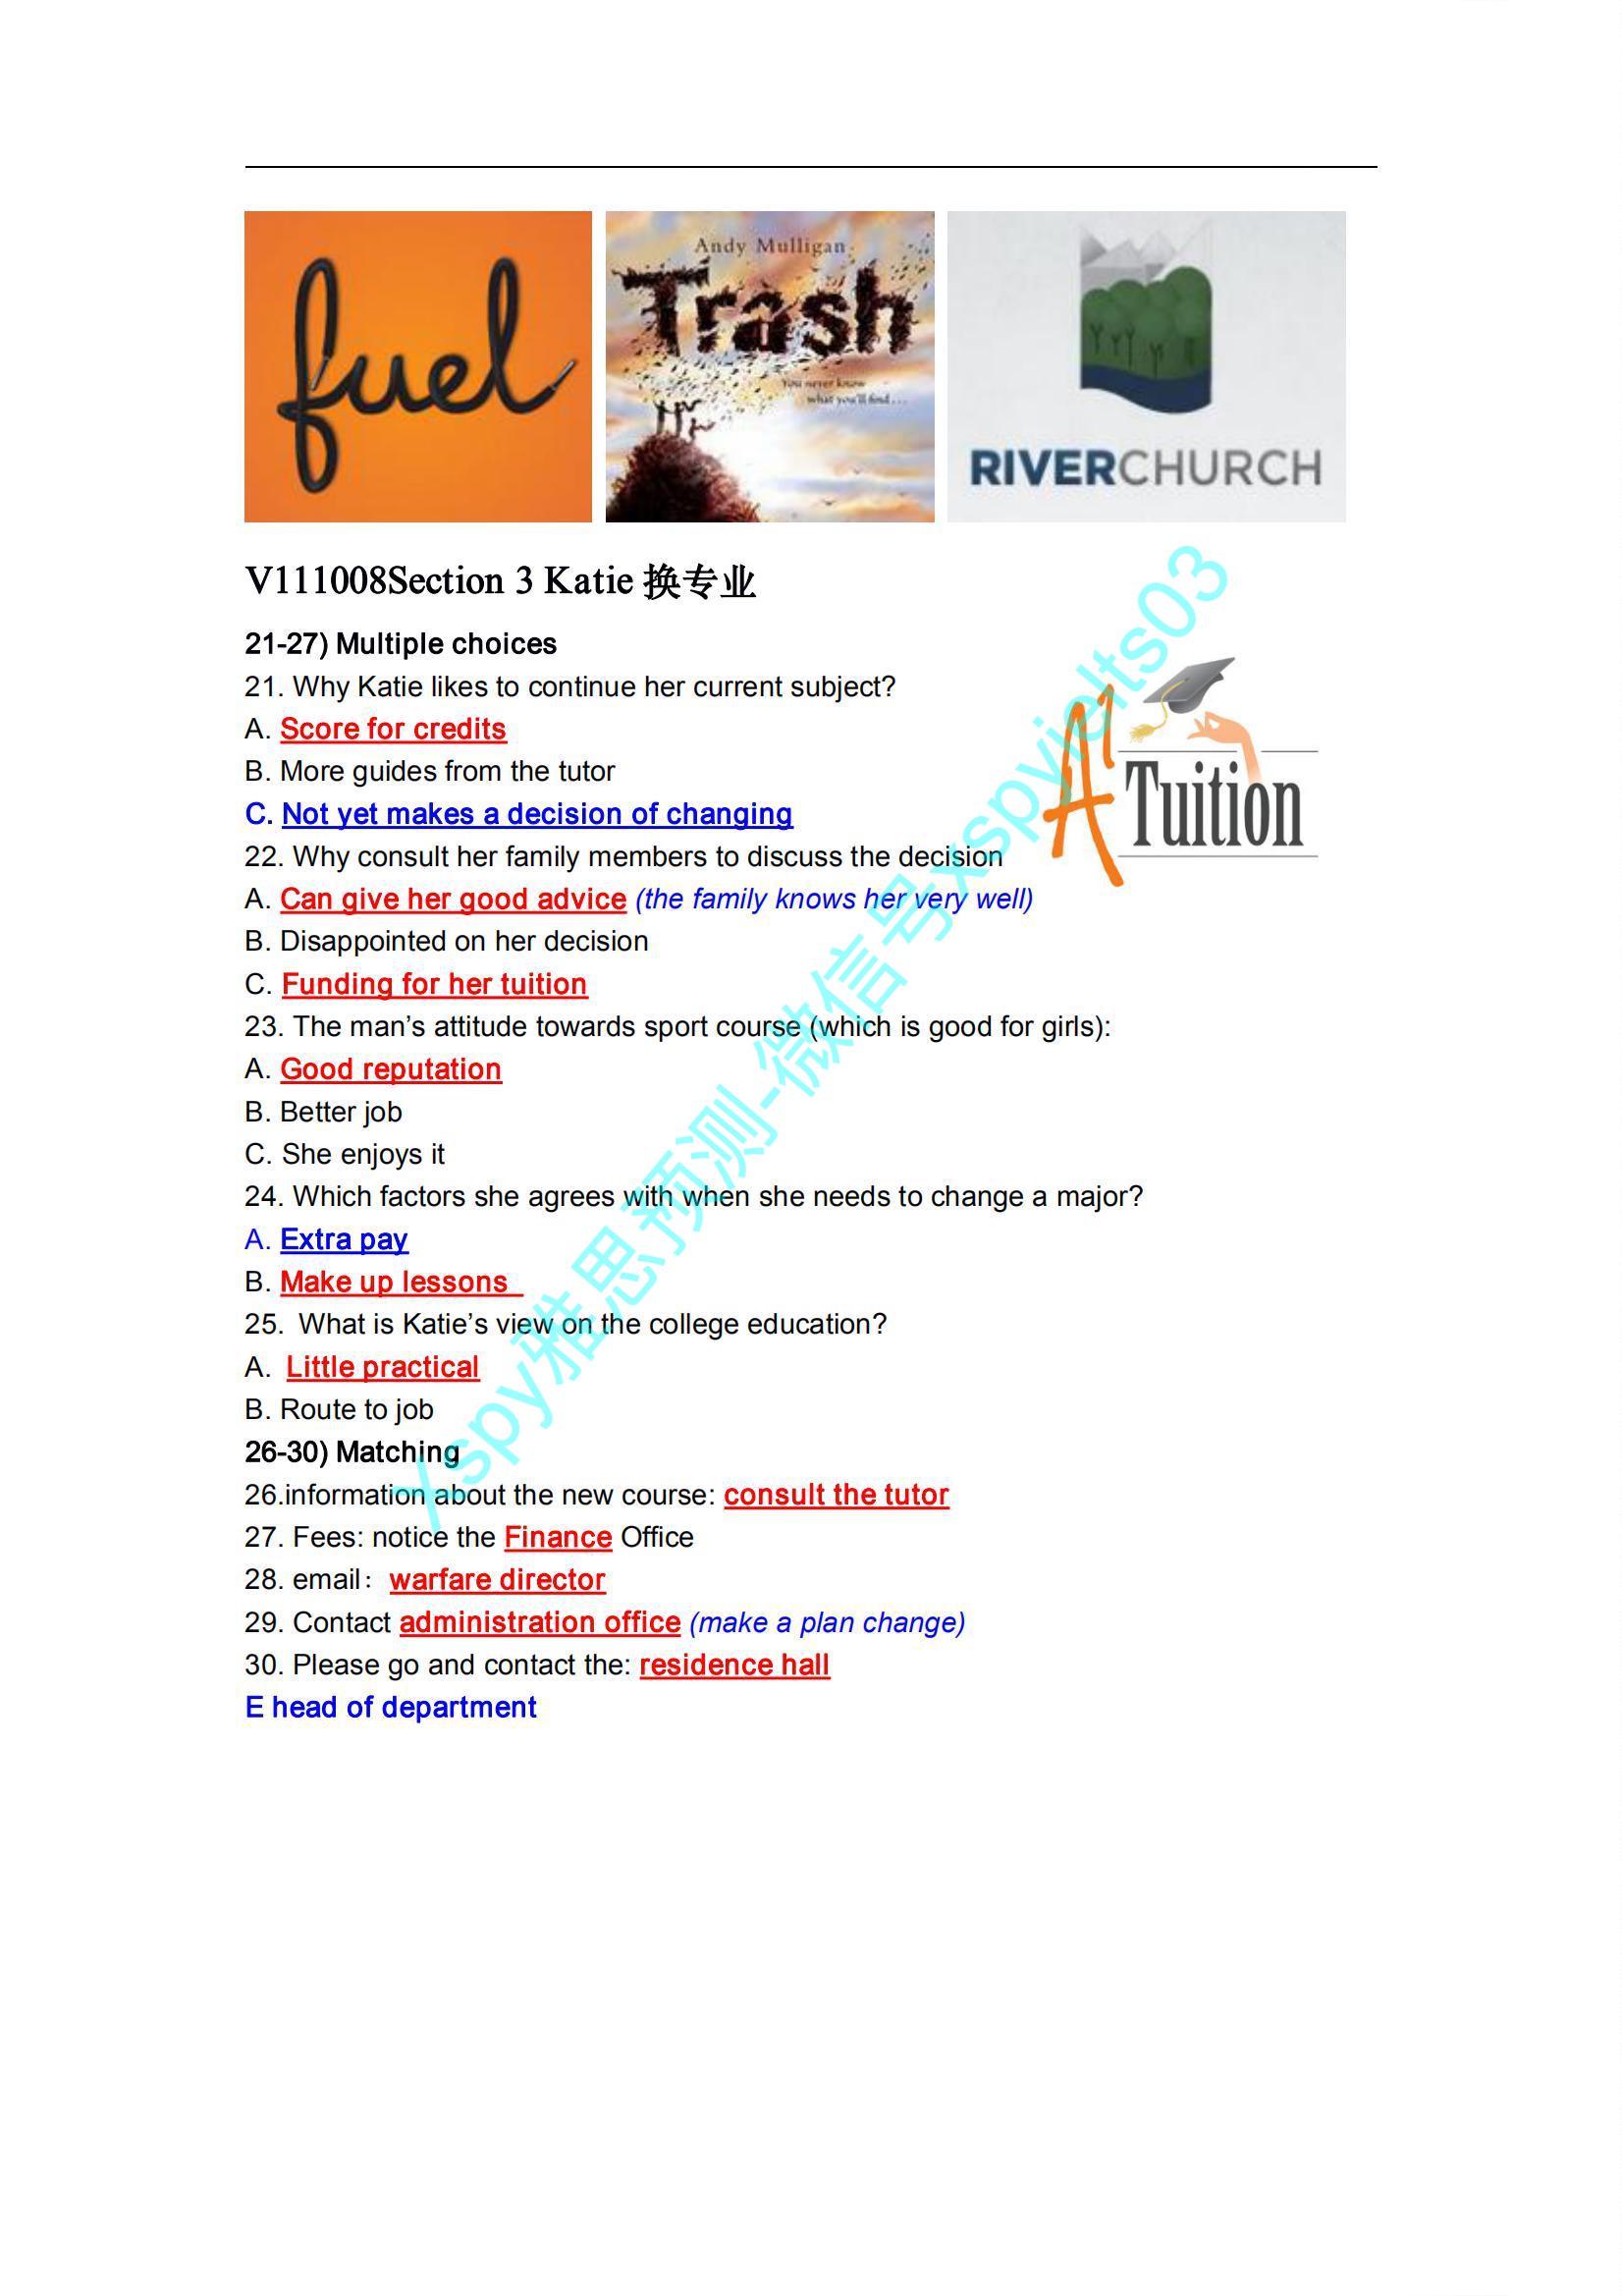 fuel
Andy Mulligan
Trash
You never know
what you'll find...
RIVERCHURCH
V111008Section 3 Katie 换专业
21-27) Multiple choices
21. Why Katie likes to continue her current subject?
A. Score for credits
B. More guides from the tutor
C. Not yet makes a decision of changing
A+ Tuition
22. Why consult her family members to discuss the decision
A. Can give her good advice (the family knows her very well)
B. Disappointed on her decision
C. Funding for her tuition
23. The man’s attitude towards sport course (which is good for girls):
A. Good reputation
B. Better job
C. She enjoys it
24. Which factors she agrees with when she needs to change a major?
A. Extra pay
B. Make up lessons
25. What is Katie’s view on the college education?
A. Little practical
B. Route to job
26-30) Matching
26.information about the new course: consult the tutor
27. Fees: notice the Finance Office
28. email：warfare director
29. Contact administration office (make a plan change)
30. Please go and contact the: residence hall
E head of department
Xspy雅思预测-微信号xspyielts03